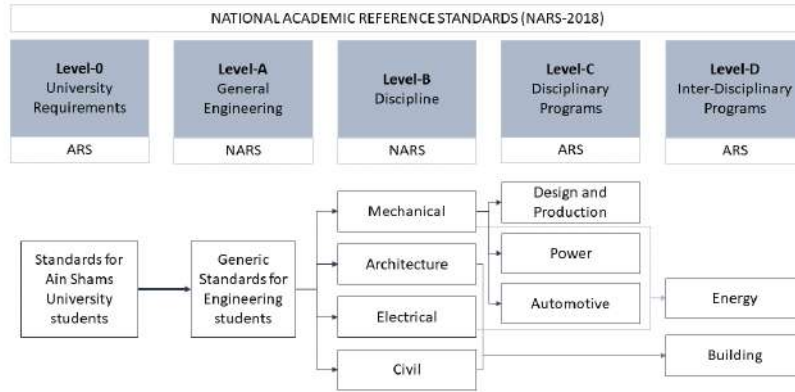 NATIONAL ACADEMIC REFERENCE STANDARDS (NARS-2018)
Level-0
University
Requirements
ARS
Level-A
General
Engineering
NARS
Level-B
Discipline
NARS
Level-C
Disciplinary
Programs
ARS
Level-D
Inter-Disciplinary
Programs
ARS
Standards for
Ain Shams
University
students
Generic
Standards for
Engineering
students
Mechanical
Architecture
Electrical
Civil
Design and
Production
Power
Automotive
Energy
Building